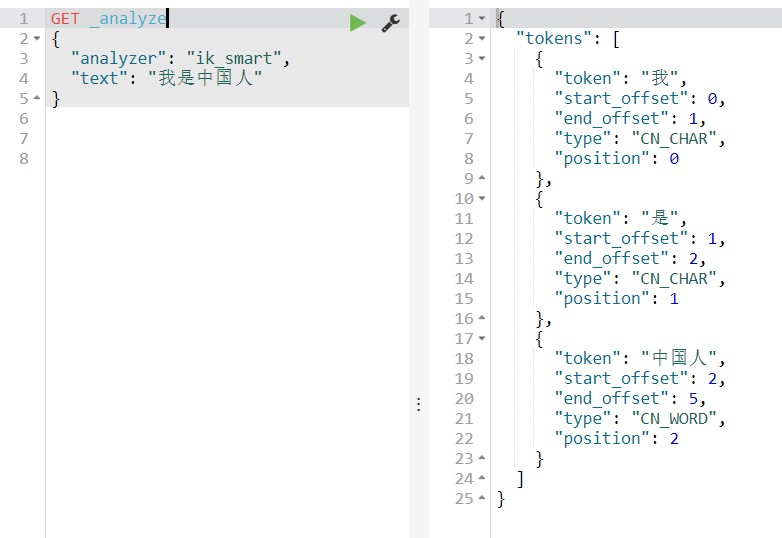 1 GET _analyze
2 {
3 "analyzer": "ik_smart",
4 "text": "我是中国人"
5 }
6
7
8
1 {
2 "tokens": [
3 {
4 "token": "我",
5 "start_offset": 0,
6 "end_offset": 1,
7 "type": "CN_CHAR",
8 "position": 0
9 },
10 {
11 "token": "是",
12 "start_offset": 1,
13 "end_offset": 2,
14 "type": "CN_CHAR",
15 "position": 1
16 },
17 {
18 "token": "中国人",
19 "start_offset": 2,
20 "end_offset": 5,
21 "type": "CN_WORD",
22 "position": 2
23 }
24 ]
25 }